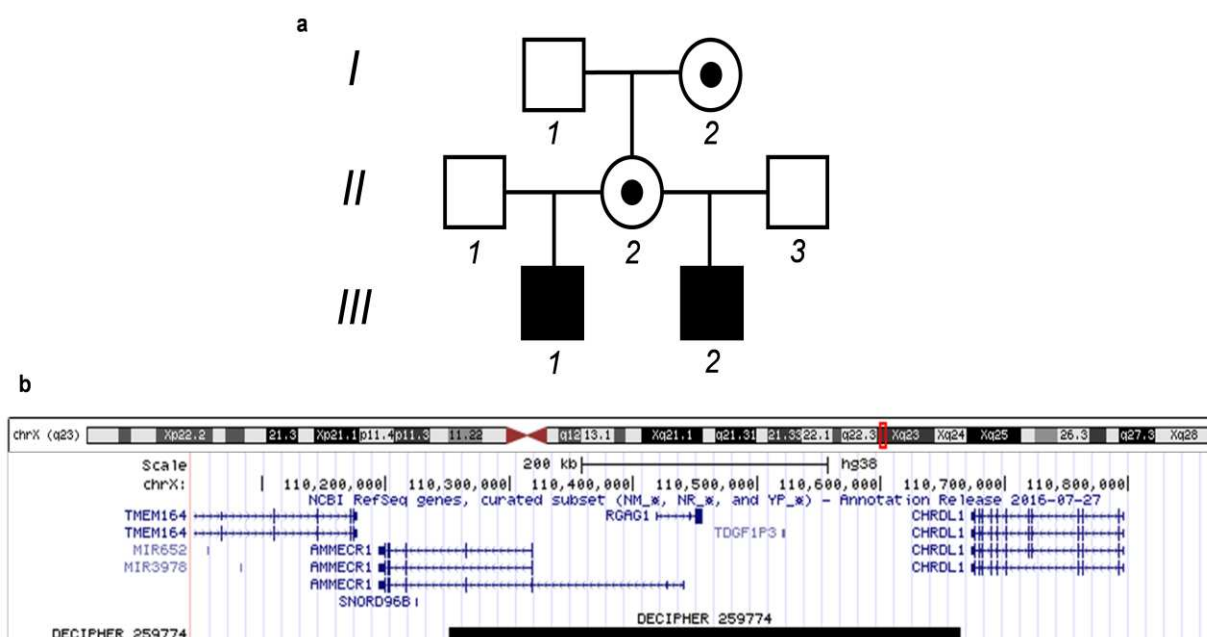 a
I
1 2
II
1 2 3
III
1 2
b
chrX (q23) Xp22.2 21.3 Xp21.1 p11.4 p11.3 11.22 q12 13.1 Xq21.1 q21.31 21.33 22.1 q22.3 Xq23 Xq24 Xq25 26.3 q27.3 Xq28
Scale 200 kb hg38
chrX: | 110,200,000| 110,300,000| 110,400,000| 110,500,000| 110,600,000| 110,700,000| 110,800,000|
NCBI RefSeq genes, curated subset (NM_*, NR_*, and YP_*) - Annotation Release 2016-07-27
TMEM164 RGAG1 CHRDL1
TMEM164 TDGF1P3 CHRDL1
MIR652 AMMECR1 CHRDL1
MIR3978 AMMECR1 CHRDL1
AMMECR1
SNORD96B
DECIPHER 259774
DECIPHER 259774